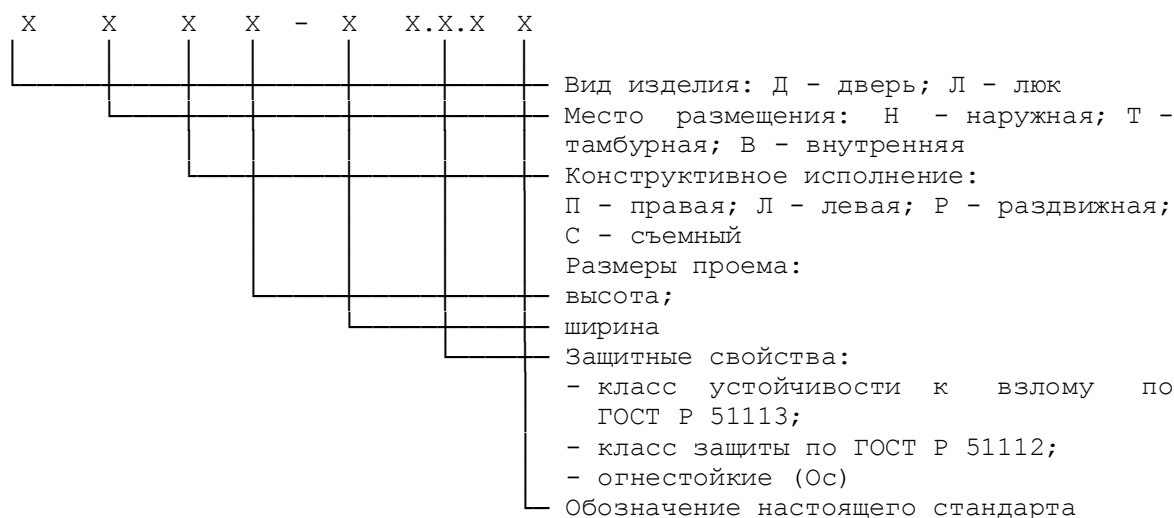 X X X X - X X.X.X X
Вид изделия: Д - дверь; Л - люк
Место размещения: Н - наружная; Т -
тамбурная; В - внутренняя
Конструктивное исполнение:
П - правая; Л - левая; Р - раздвижная;
С - съемный
Размеры проема:
высота;
ширина
Защитные свойства:
- класс устойчивости к взлому по
ГОСТ Р 51113;
- класс защиты по ГОСТ Р 51112;
- огнестойкие (Ос)
Обозначение настоящего стандарта